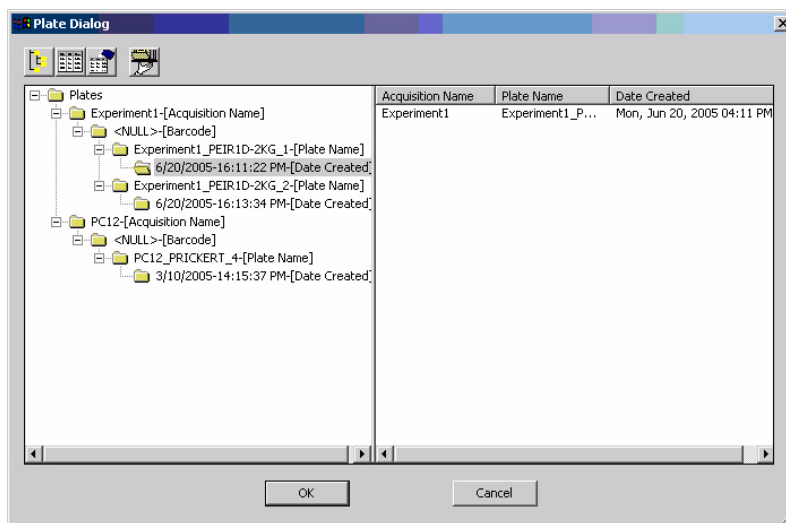 Plate Dialog
Plates
Experiment1-[Acquisition Name]
<NULL>-[Barcode]
Experiment1_PEIR1D-2KG_1-[Plate Name]
6/20/2005-16:11:22 PM-[Date Created]
Experiment1_PEIR1D-2KG_2-[Plate Name]
6/20/2005-16:13:34 PM-[Date Created]
PC12-[Acquisition Name]
<NULL>-[Barcode]
PC12_PRICKERT_4-[Plate Name]
3/10/2005-14:15:37 PM-[Date Created]
Acquisition Name Plate Name Date Created
Experiment1 Experiment1_P... Mon, Jun 20, 2005 04:11 PM
OK Cancel